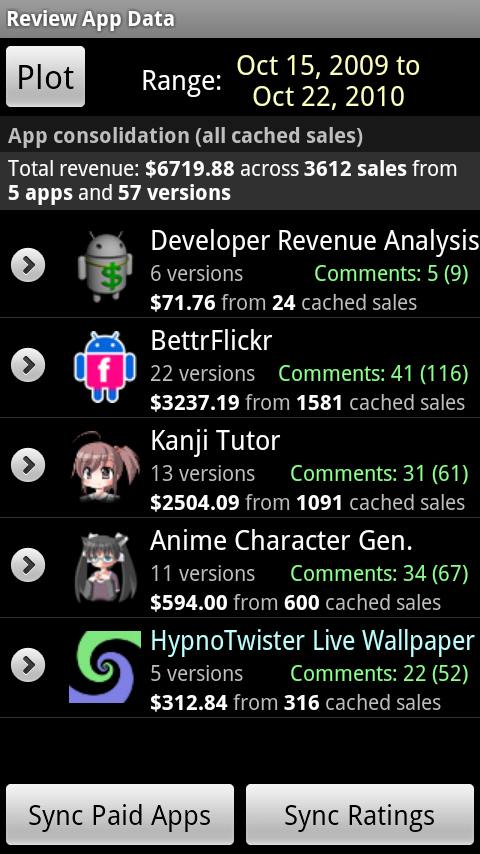 Review App Data
Plot
Range:
Oct 15, 2009 to
Oct 22, 2010
App consolidation (all cached sales)
Total revenue: $6719.88 across 3612 sales from
5 apps and 57 versions
$
Developer Revenue Analysis
6 versions Comments: 5 (9)
$71.76 from 24 cached sales
f
BettrFlickr
22 versions Comments: 41 (116)
$3237.19 from 1581 cached sales
Kanji Tutor
13 versions Comments: 31 (61)
$2504.09 from 1091 cached sales
Anime Character Gen.
11 versions Comments: 34 (67)
$594.00 from 600 cached sales
HypnoTwister Live Wallpaper
5 versions Comments: 22 (52)
$312.84 from 316 cached sales
Sync Paid Apps Sync Ratings